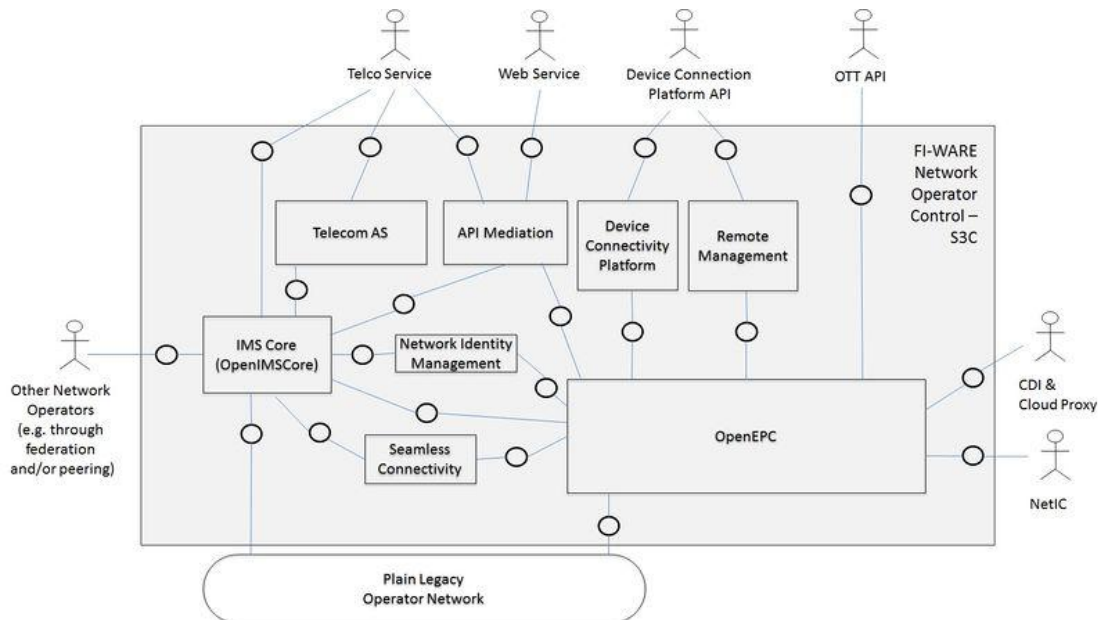 Telco Service
Web Service
Device Connection
Platform API
OTT API
FI-WARE
Network
Operator
Control –
S3C
Telecom AS
API Mediation
Device
Connectivity
Platform
Remote
Management
IMS Core
(OpenIMSCore)
Network Identity
Management
Other Network
Operators
(e.g. through
federation
and/or peering)
CDI &
Cloud Proxy
OpenEPC
Seamless
Connectivity
NetIC
Plain Legacy
Operator Network